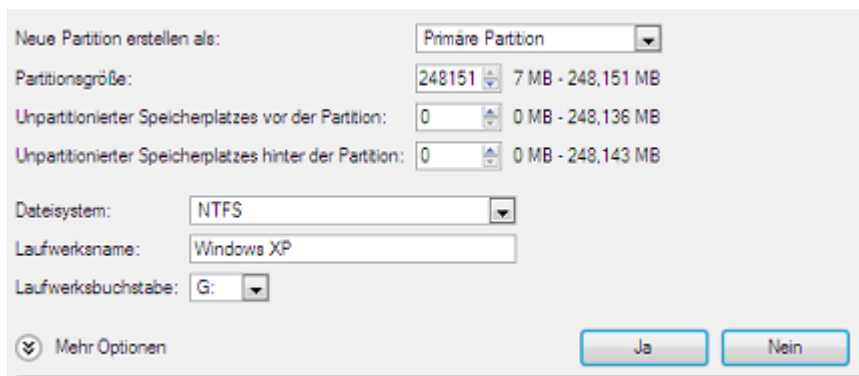 Neue Partition erstellen als: Primäre Partition
Partitionsgröße: 248151 7 MB - 248,151 MB
Unpartitionierter Speicherplatzes vor der Partition: 0 0 MB - 248,136 MB
Unpartitionierter Speicherplatzes hinter der Partition: 0 0 MB - 248,143 MB
Dateisystem: NTFS
Laufwerksname: Windows XP
Laufwerksbuchstabe: G:
Mehr Optionen Ja Nein